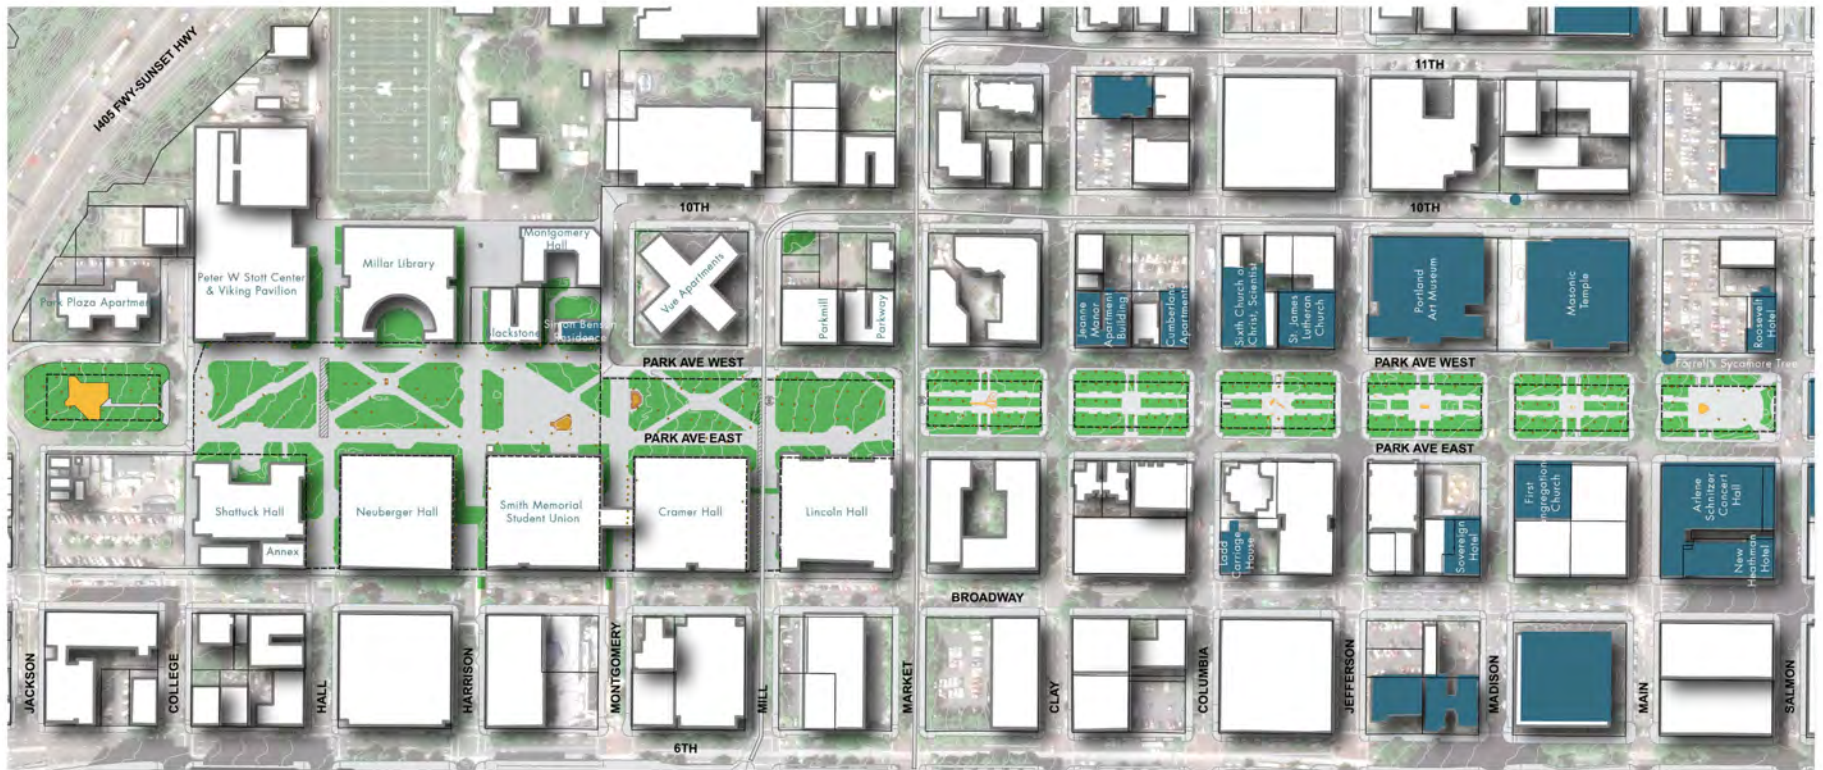 I405 FWY-SUNSET HWY
11TH
10TH
10TH
Montgomery
Hall
Millar Library
Peter W Stott Center
& Viking Pavilion
Park Plaza Apartmen
Blackstone
Simon Benson
Residence
Vue Apartments
Parkmill
Parkway
Jeanne
Manor
Apartment
Building
Cumberland
Apartments
Sixth Church o
Christ, Scientist
St. James
Lutheran
Church
Portland
Art Museum
Masonic
Temple
Roosevelt
Hotel
PARK AVE WEST
PARK AVE WEST
Farrell's Sycamore Tree
PARK AVE EAST
PARK AVE EAST
Shattuck Hall
Annex
Neuberger Hall
Smith Memorial
Student Union
Cramer Hall
Lincoln Hall
Ladd
Carriage
House
Sovereign
Hotel
First
ngregation
Church
Arlene
Schnitzer
Concert
Hall
New
Heathman
Hotel
BROADWAY
JACKSON
COLLEGE
HALL
HARRISON
MONTGOMERY
MILL
MARKET
CLAY
COLUMBIA
JEFFERSON
MADISON
MAIN
SALMON
6TH